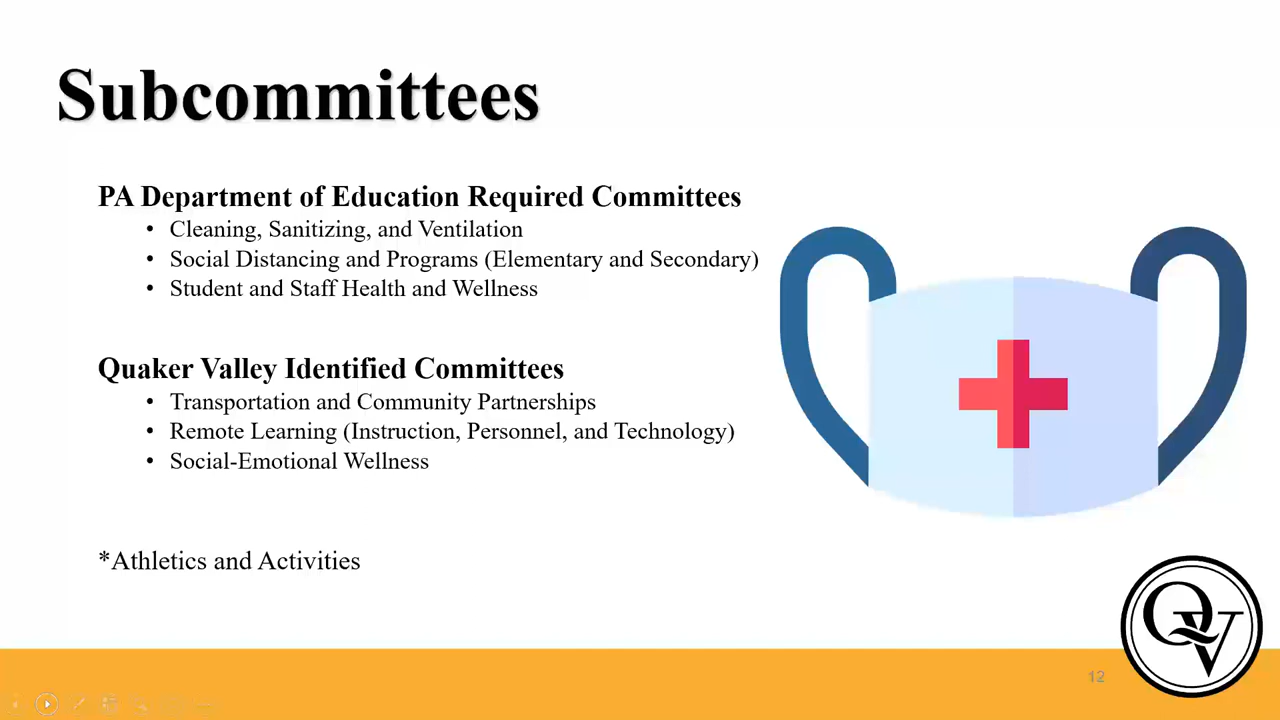 Subcommittees
PA Department of Education Required Committees
• Cleaning, Sanitizing, and Ventilation
• Social Distancing and Programs (Elementary and Secondary)
• Student and Staff Health and Wellness
Quaker Valley Identified Committees
• Transportation and Community Partnerships
• Remote Learning (Instruction, Personnel, and Technology)
• Social-Emotional Wellness
*Athletics and Activities
QV
12